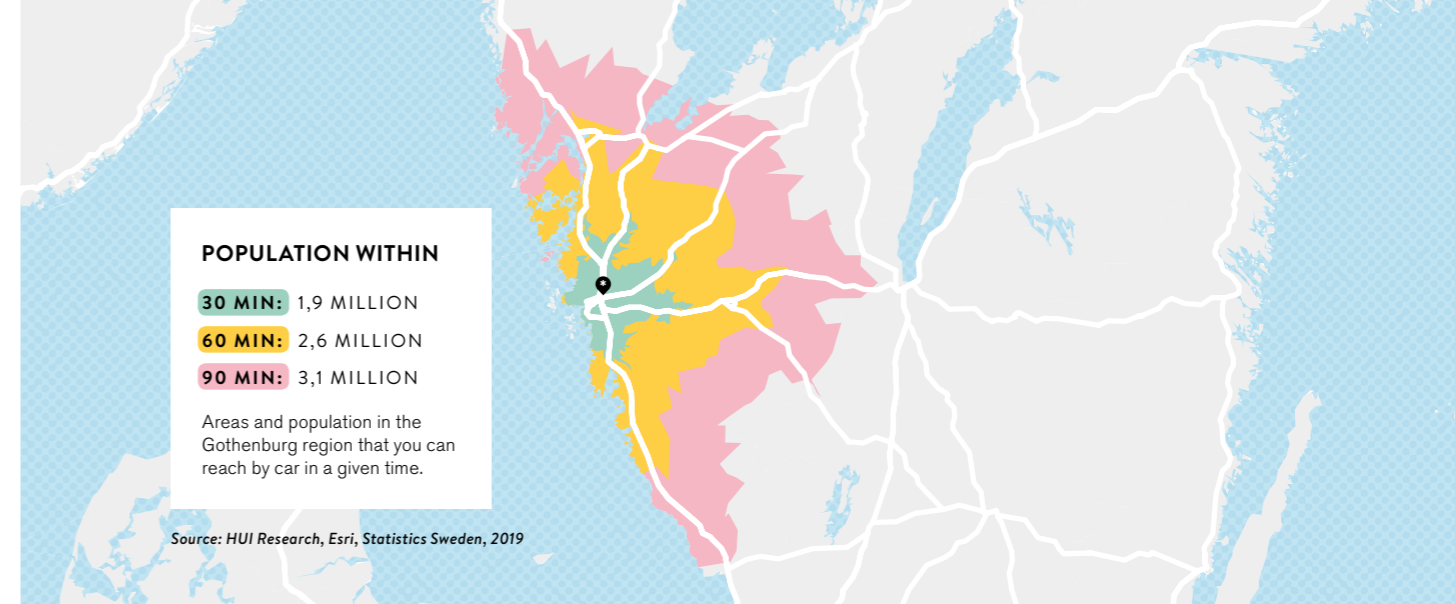 POPULATION WITHIN
30 MIN: 1,9 MILLION
60 MIN: 2,6 MILLION
90 MIN: 3,1 MILLION
Areas and population in the
Gothenburg region that you can
reach by car in a given time.
Source: HUI Research, Esri, Statistics Sweden, 2019